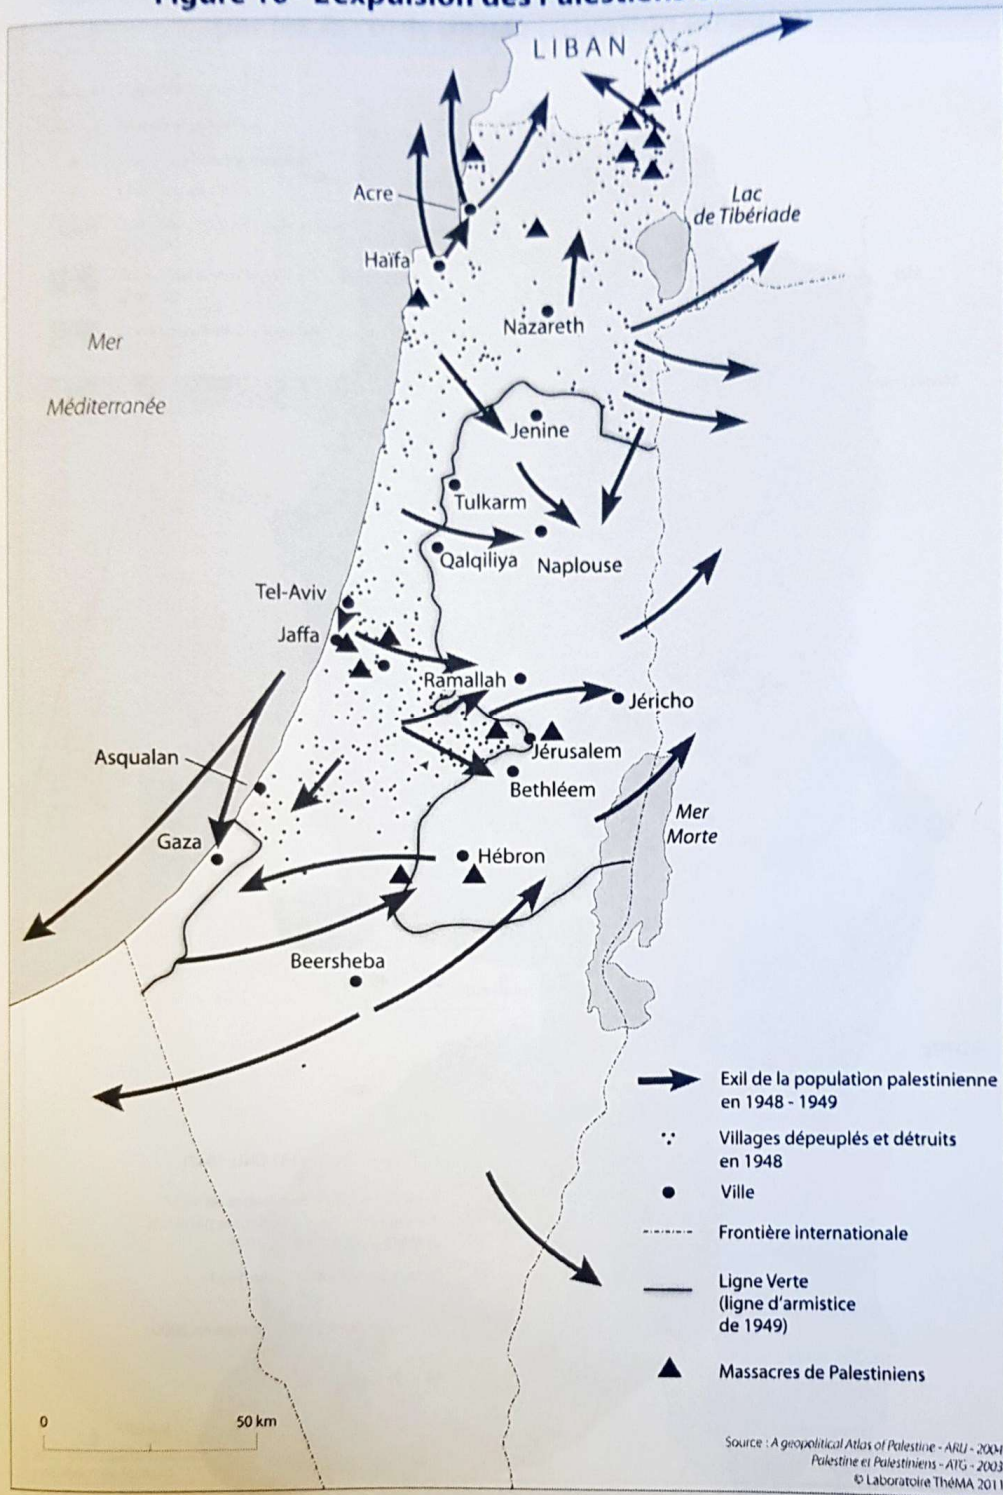 LIBAN
Acre
Lac
de Tibériade
Haïfa
Nazareth
Mer
Méditerranée
Jenine
Tulkarm
Qalqiliya
Naplouse
Tel-Aviv
Jaffa
Ramallah
Jéricho
Jérusalem
Asqualan
Bethléem
Mer
Morte
Gaza
Hébron
Beersheba
Exil de la population palestinienne
en 1948 - 1949
Villages dépeuplés et détruits
en 1948
Ville
Frontière internationale
Ligne Verte
(ligne d'armistice
de 1949)
Massacres de Palestiniens
0
50 km
Source : A geopolitical Atlas of Palestine - ARIJ - 2004
Palestine et Palestiniens - ATG - 2003
© Laboratoire ThéMA 2011